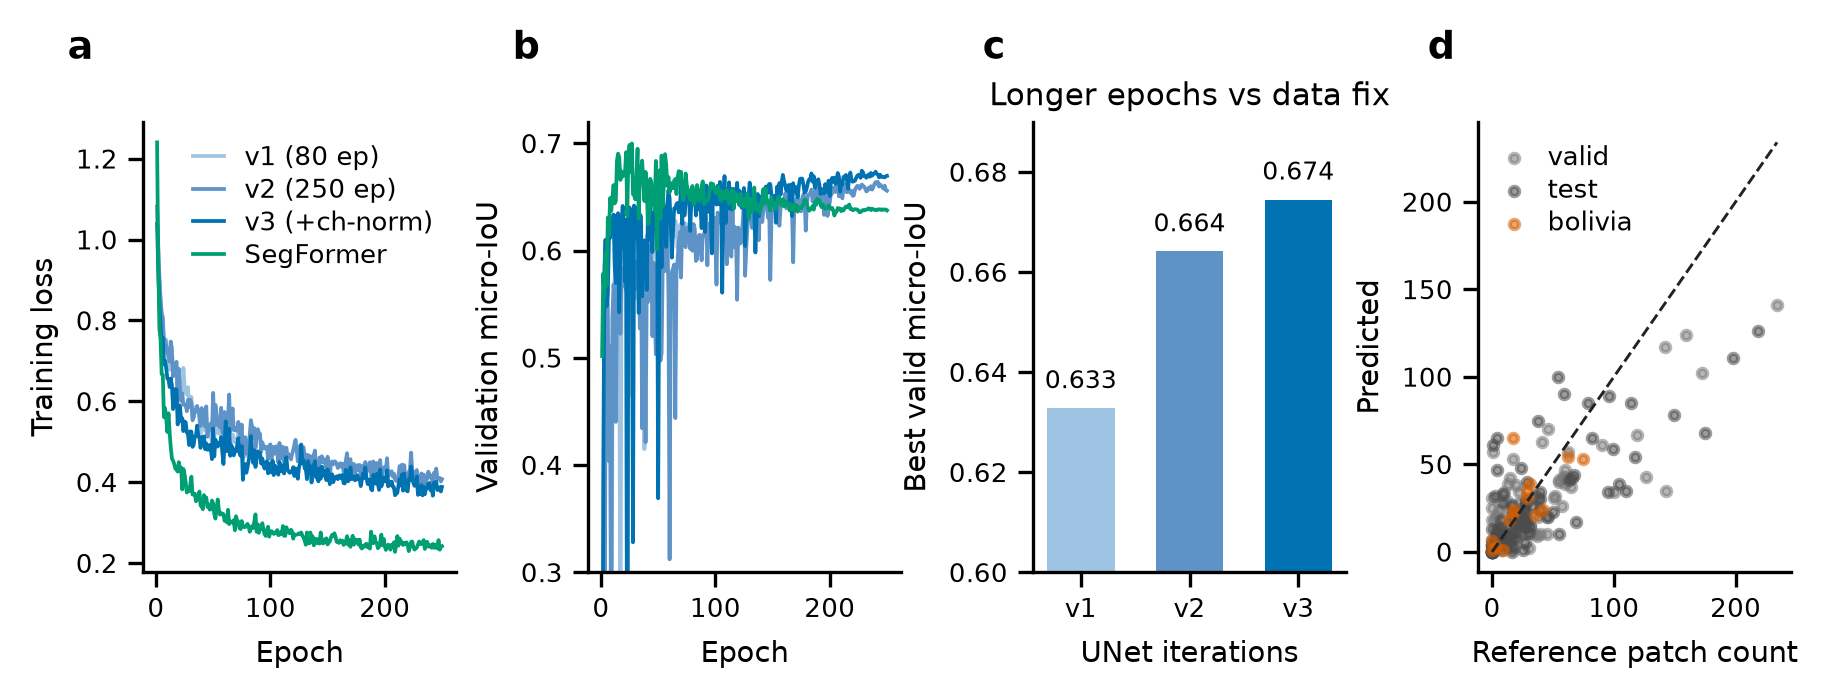 a
Training loss
1.2
1.0
0.8
0.6
0.4
0.2
v1 (80 ep)
v2 (250 ep)
v3 (+ch-norm)
SegFormer
0
100
200
Epoch
b
Validation micro-IoU
0.7
0.6
0.5
0.4
0.3
0
100
200
Epoch
c
Longer epochs vs data fix
Best valid micro-IoU
0.68
0.66
0.64
0.62
0.60
0.633
0.664
0.674
v1
v2
v3
UNet iterations
d
Predicted
200
150
100
50
0
valid
test
bolivia
0
100
200
Reference patch count